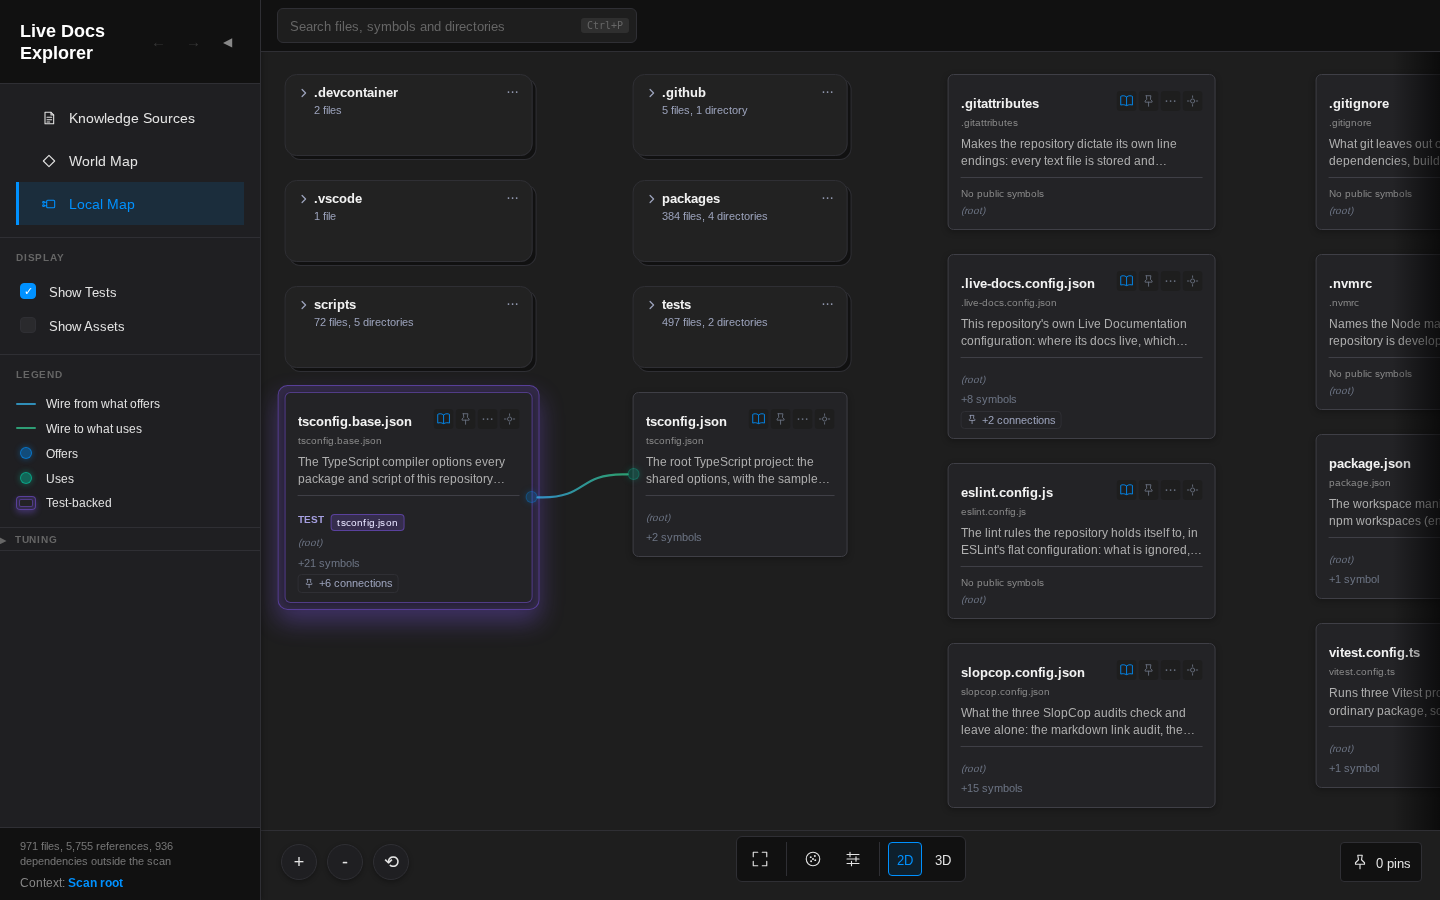 Live Docs
Explorer
← → ◀
Search files, symbols and directories
Ctrl+P
Knowledge Sources
World Map
Local Map
DISPLAY
✓ Show Tests
Show Assets
LEGEND
Wire from what offers
Wire to what uses
Offers
Uses
Test-backed
▶ TUNING
971 files, 5,755 references, 936
dependencies outside the scan
Context: Scan root
.devcontainer ...
2 files
.github ...
5 files, 1 directory
.vscode ...
1 file
packages ...
384 files, 4 directories
scripts ...
72 files, 5 directories
tests ...
497 files, 2 directories
tsconfig.base.json
tsconfig.base.json
The TypeScript compiler options every
package and script of this repository…
TEST tsconfig.json
(root)
+21 symbols
+6 connections
tsconfig.json
tsconfig.json
The root TypeScript project: the
shared options, with the sample…
(root)
+2 symbols
.gitattributes
.gitattributes
Makes the repository dictate its own line
endings: every text file is stored and…
No public symbols
(root)
.live-docs.config.json
.live-docs.config.json
This repository's own Live Documentation
configuration: where its docs live, which…
(root)
+8 symbols
+2 connections
eslint.config.js
eslint.config.js
The lint rules the repository holds itself to, in
ESLint's flat configuration: what is ignored,…
No public symbols
(root)
slopcop.config.json
slopcop.config.json
What the three SlopCop audits check and
leave alone: the markdown link audit, the…
(root)
+15 symbols
.gitignore
.gitignore
What git leaves out
dependencies, build
No public symbols
(root)
.nvmrc
.nvmrc
Names the Node
repository is
No public symbols
(root)
package.json
package.json
The workspace
npm workspaces
(root)
+1 symbol
vitest.config.ts
vitest.config.ts
Runs three Vitest
ordinary package,
(root)
+1 symbol
+ - ⟲
2D 3D
0 pins